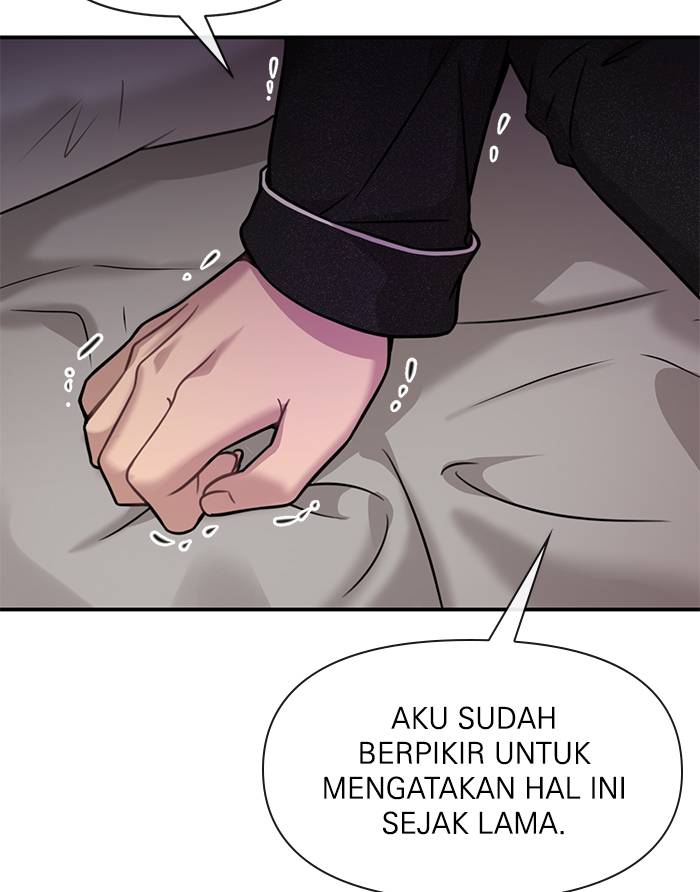 AKU SUDAH
BERPIKIR UNTUK
MENGATAKAN HAL INI
SEJAK LAMA.